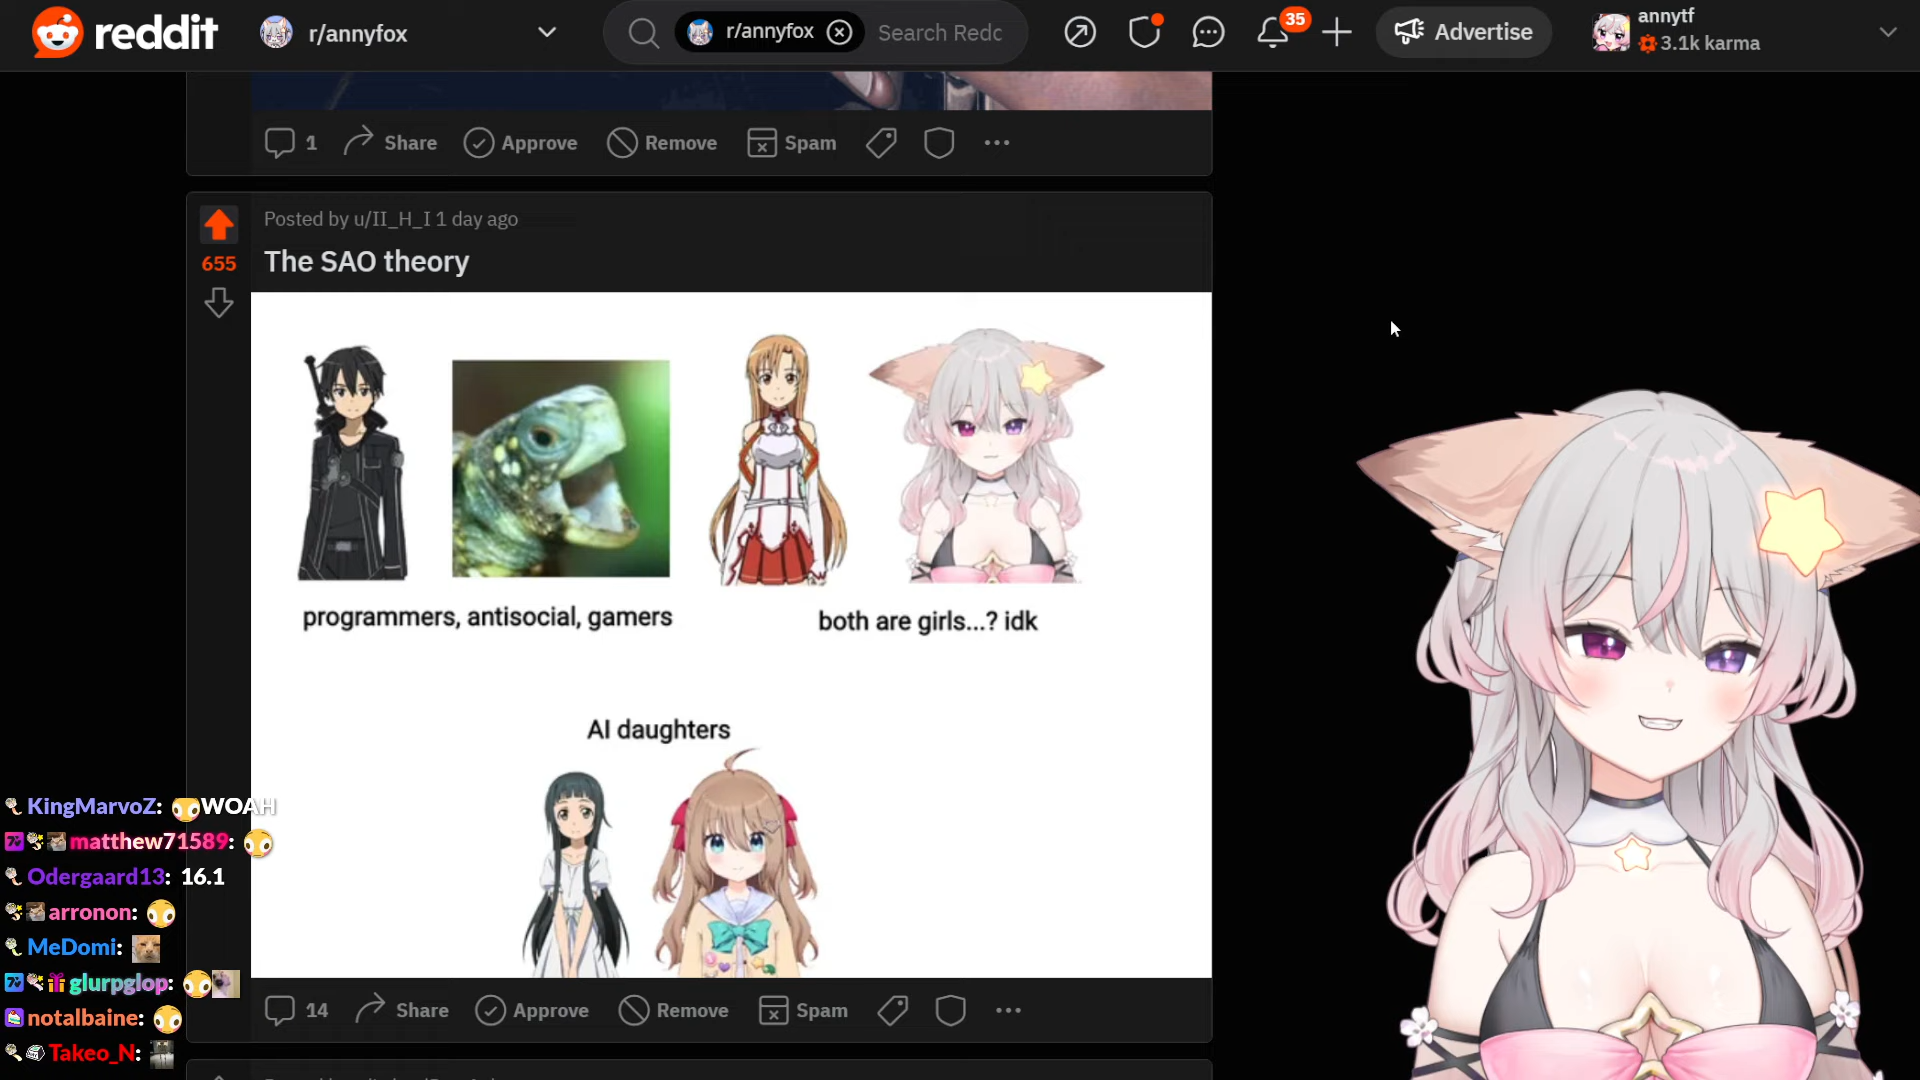 reddit
r/annyfox
r/annyfox
Search Redc
35
Advertise
annytf
3.1k karma
1
Share
Approve
Remove
Spam
Posted by u/II_H_I 1 day ago
655
The SAO theory
programmers, antisocial, gamers
both are girls...? idk
AI daughters
KingMarvoZ: WOAH
matthew71589:
Odergaard13: 16.1
arronon:
MeDomi:
glurpglop:
notalbaine:
Takeo_N:
14
Share
Approve
Remove
Spam